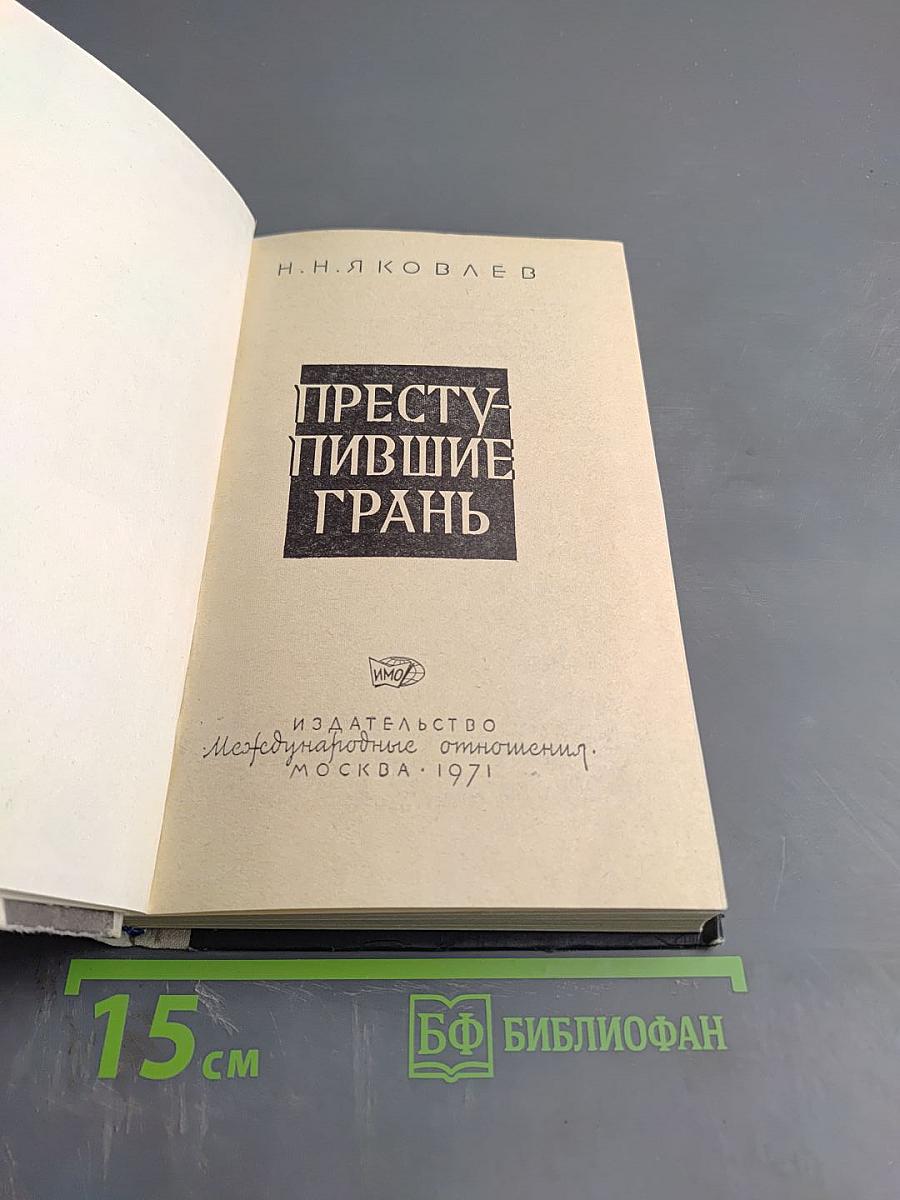 Н. Н. ЯКОВЛЕВ
ПРЕСТУ-
ПИВШИЕ
ГРАНЬ
ИМО
ИЗДАТЕЛЬСТВО
·Международные отношения·
МОСКВА · 1971
15 см
БФ БИБЛИОФАН